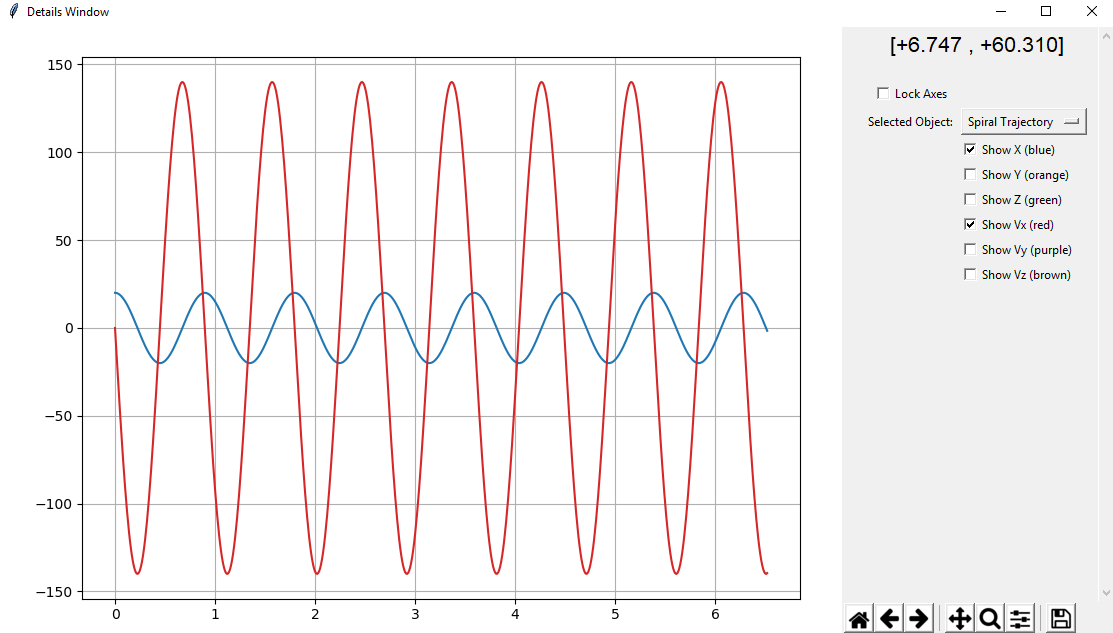 Details Window
[+6.747 , +60.310]
Lock Axes
Selected Object: Spiral Trajectory
Show X (blue)
Show Y (orange)
Show Z (green)
Show Vx (red)
Show Vy (purple)
Show Vz (brown)
150
100
50
0
−50
−100
−150
0 1 2 3 4 5 6